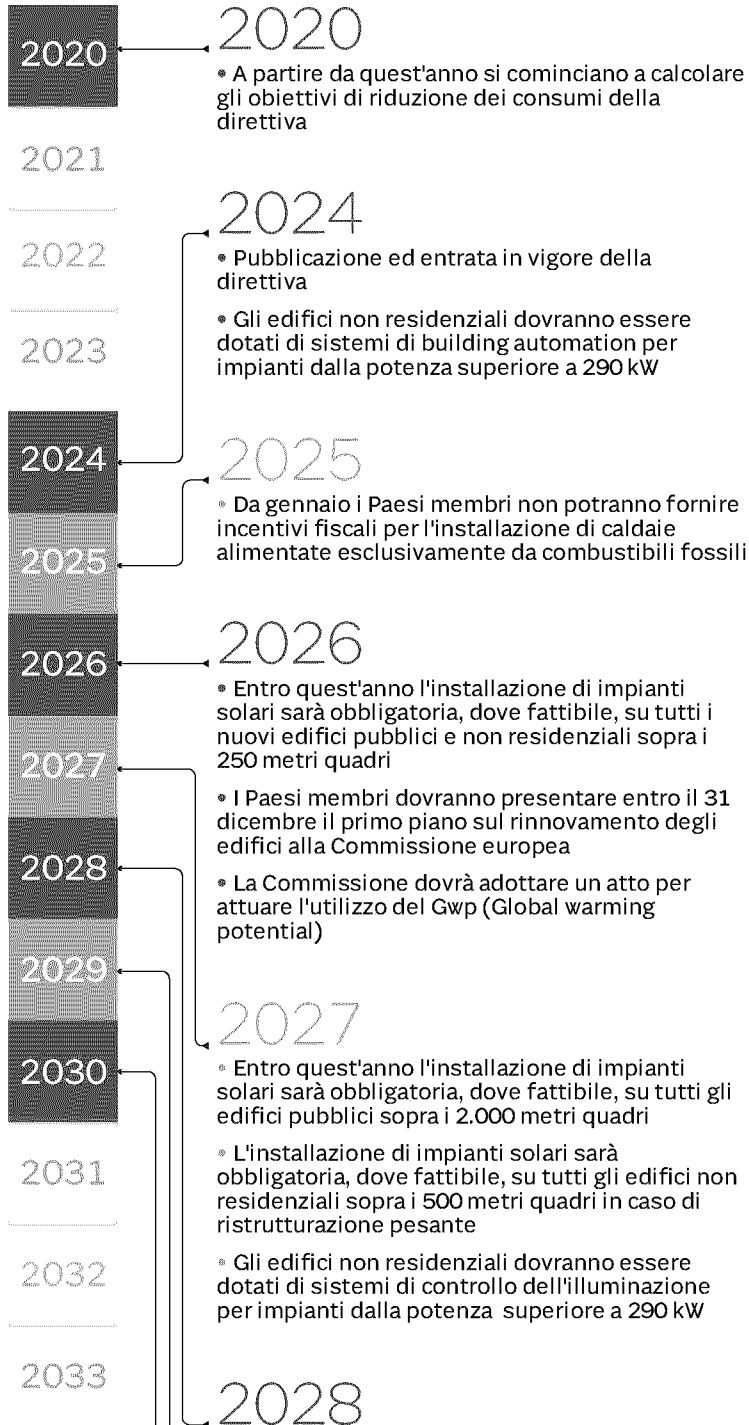 2020
2021
2022
2023
2024
2025
2026
2027
2028
2029
2030
2031
2032
2033
2020
• A partire da quest'anno si cominciano a calcolare
gli obiettivi di riduzione dei consumi della
direttiva
2024
• Pubblicazione ed entrata in vigore della
direttiva
• Gli edifici non residenziali dovranno essere
dotati di sistemi di building automation per
impianti dalla potenza superiore a 290 kW
2025
• Da gennaio i Paesi membri non potranno fornire
incentivi fiscali per l'installazione di caldaie
alimentate esclusivamente da combustibili fossili
2026
• Entro quest'anno l'installazione di impianti
solari sarà obbligatoria, dove fattibile, su tutti i
nuovi edifici pubblici e non residenziali sopra i
250 metri quadri
• I Paesi membri dovranno presentare entro il 31
dicembre il primo piano sul rinnovamento degli
edifici alla Commissione europea
• La Commissione dovrà adottare un atto per
attuare l'utilizzo del Gwp (Global warming
potential)
2027
• Entro quest'anno l'installazione di impianti
solari sarà obbligatoria, dove fattibile, su tutti gli
edifici pubblici sopra i 2.000 metri quadri
• L'installazione di impianti solari sarà
obbligatoria, dove fattibile, su tutti gli edifici non
residenziali sopra i 500 metri quadri in caso di
ristrutturazione pesante
• Gli edifici non residenziali dovranno essere
dotati di sistemi di controllo dell'illuminazione
per impianti dalla potenza superiore a 290 kW
2028